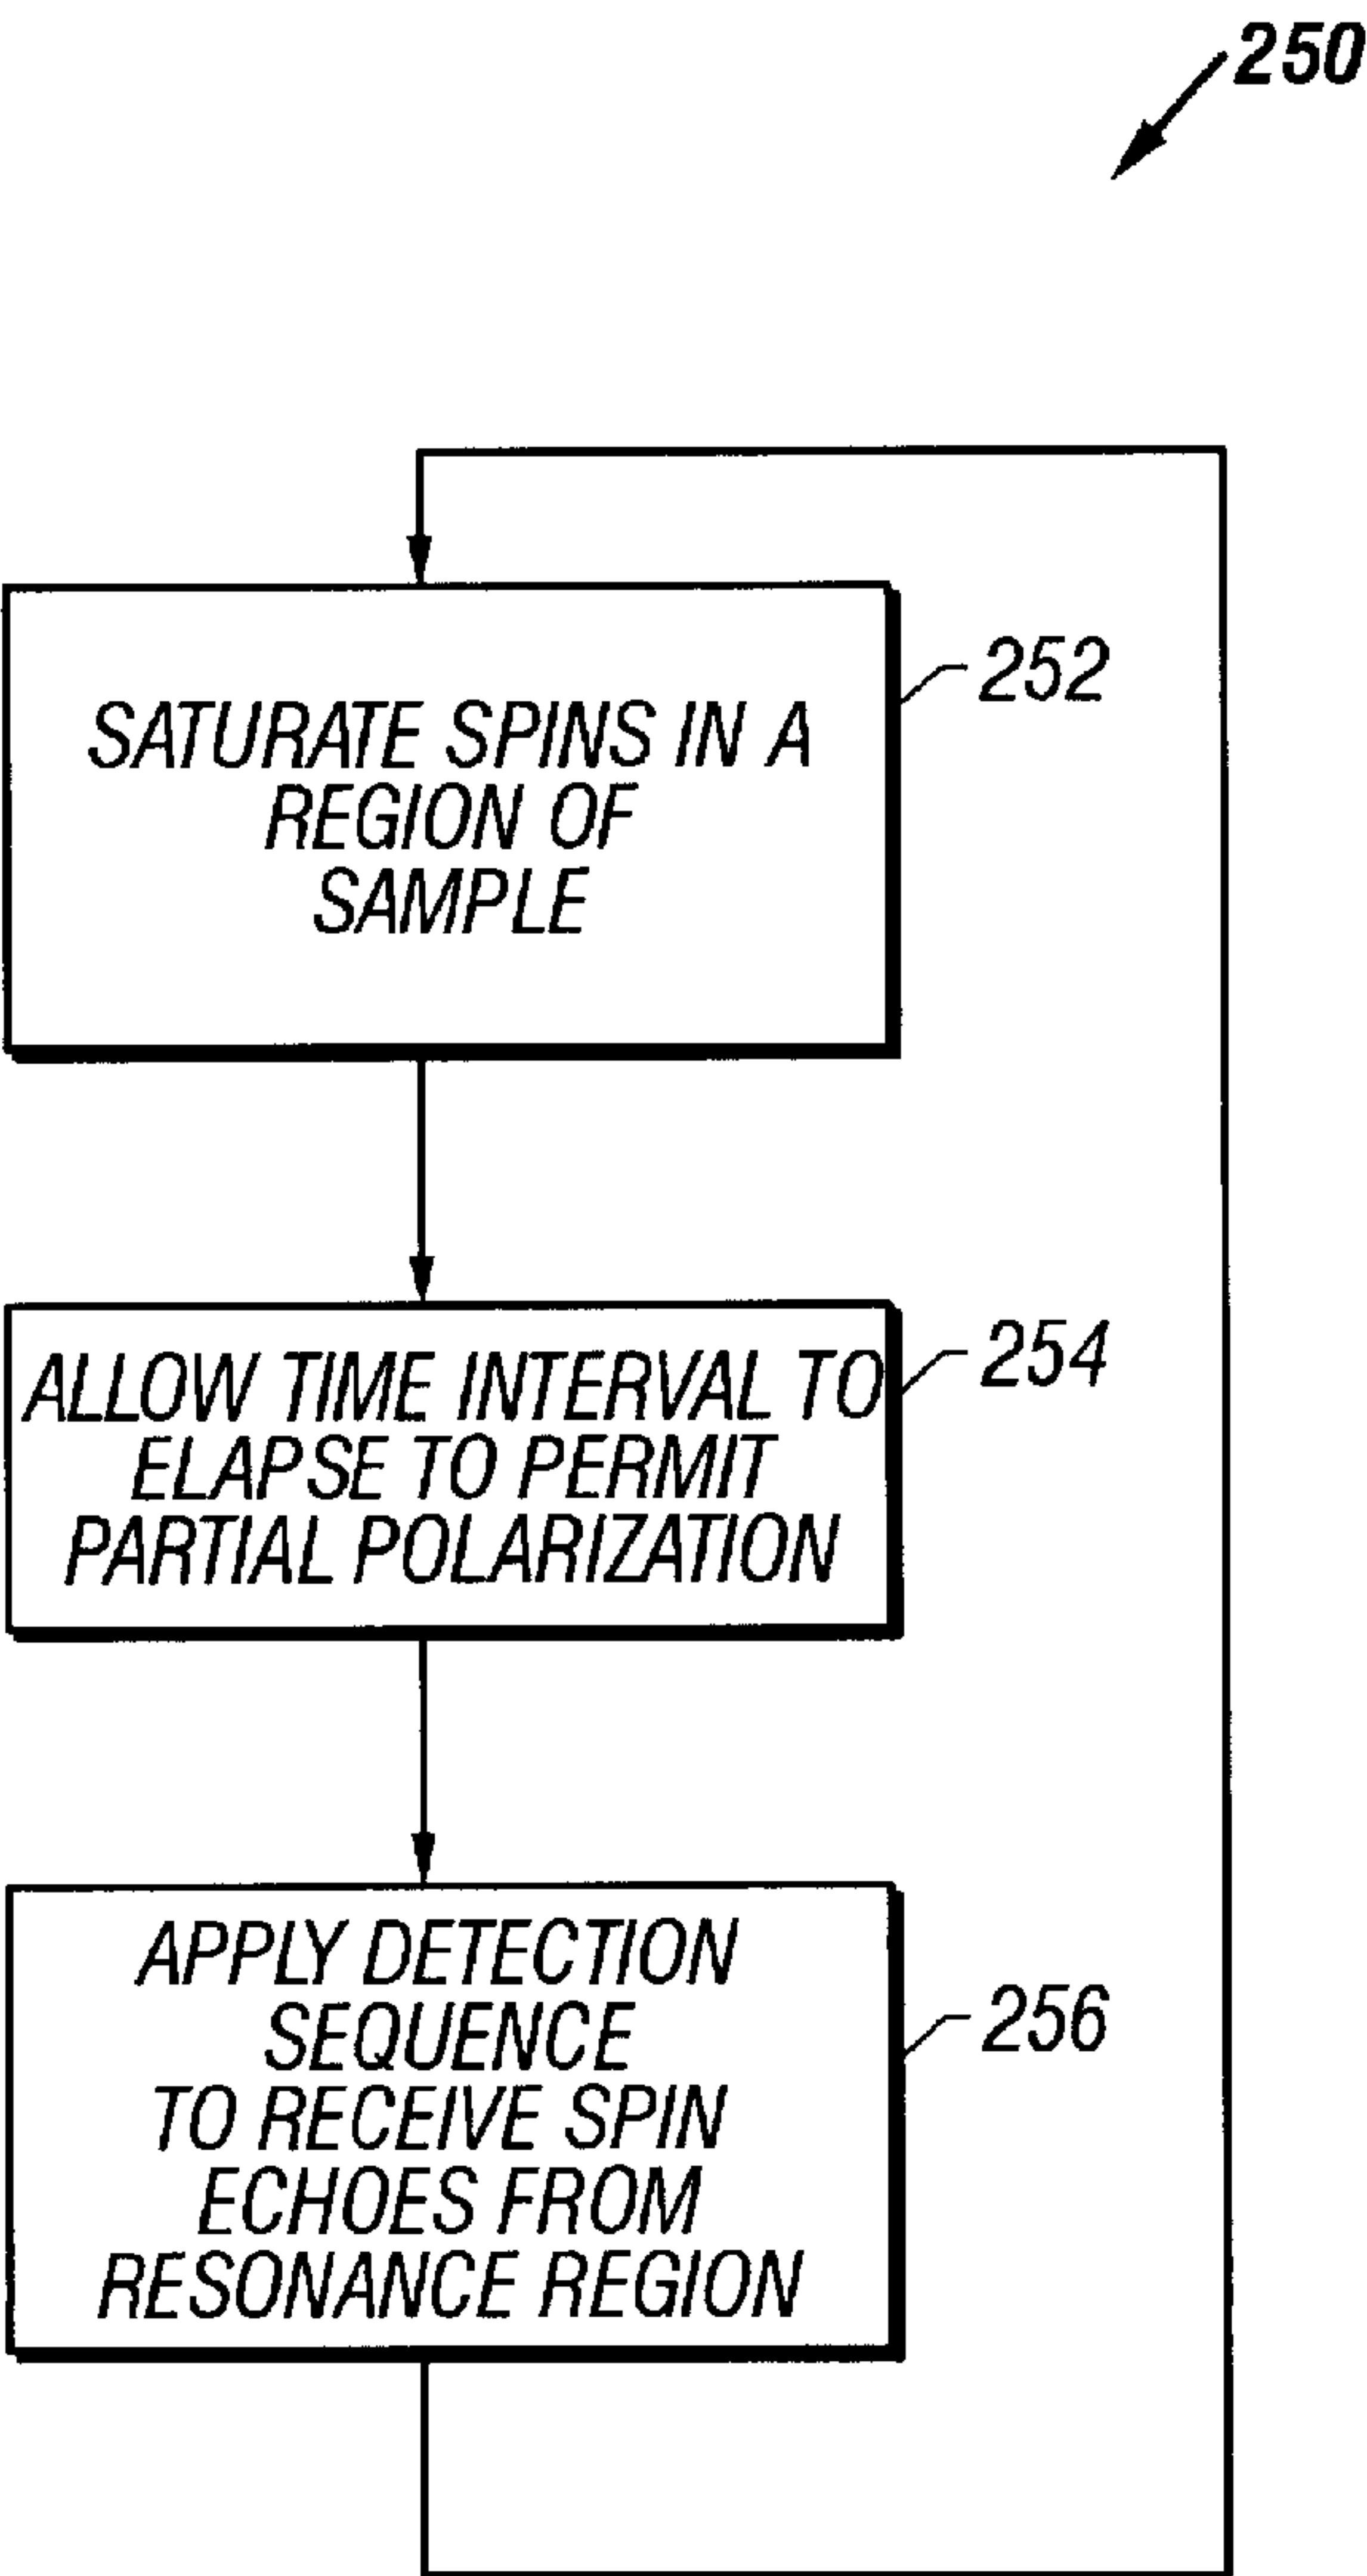 250
SATURATE SPINS IN A
REGION OF
SAMPLE
252
ALLOW TIME INTERVAL TO
ELAPSE TO PERMIT
PARTIAL POLARIZATION
254
APPLY DETECTION
SEQUENCE
TO RECEIVE SPIN
ECHOES FROM
RESONANCE REGION
256